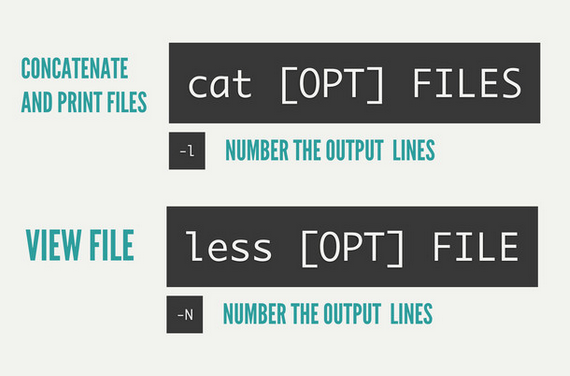 CONCATENATE
AND PRINT FILES
cat [OPT] FILES
-l
NUMBER THE OUTPUT LINES
VIEW FILE
less [OPT] FILE
-N
NUMBER THE OUTPUT LINES